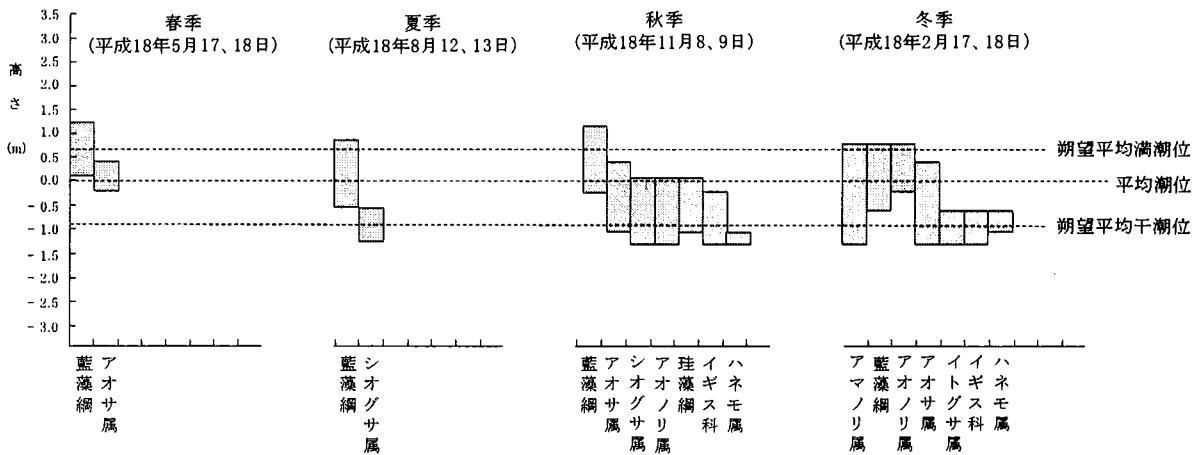 春季
(平成18年5月17、18日)
夏季
(平成18年8月12、13日)
秋季
(平成18年11月8、9日)
冬季
(平成18年2月17、18日)
高さ(m)
3.5
3.0
2.5
2.0
1.5
1.0
0.5
0.0
-0.5
-1.0
-1.5
-2.0
-2.5
-3.0
朔望平均満潮位
平均潮位
朔望平均干潮位
藍藻綱
アオサ属
藍藻綱
シオグサ属
藍藻綱
アオサ属
シオグサ属
アオノリ属
珪藻綱
イギス科
ハネモ属
アマノリ属
藍藻綱
アオノリ属
アオサ属
イトグサ属
イギス科
ハネモ属